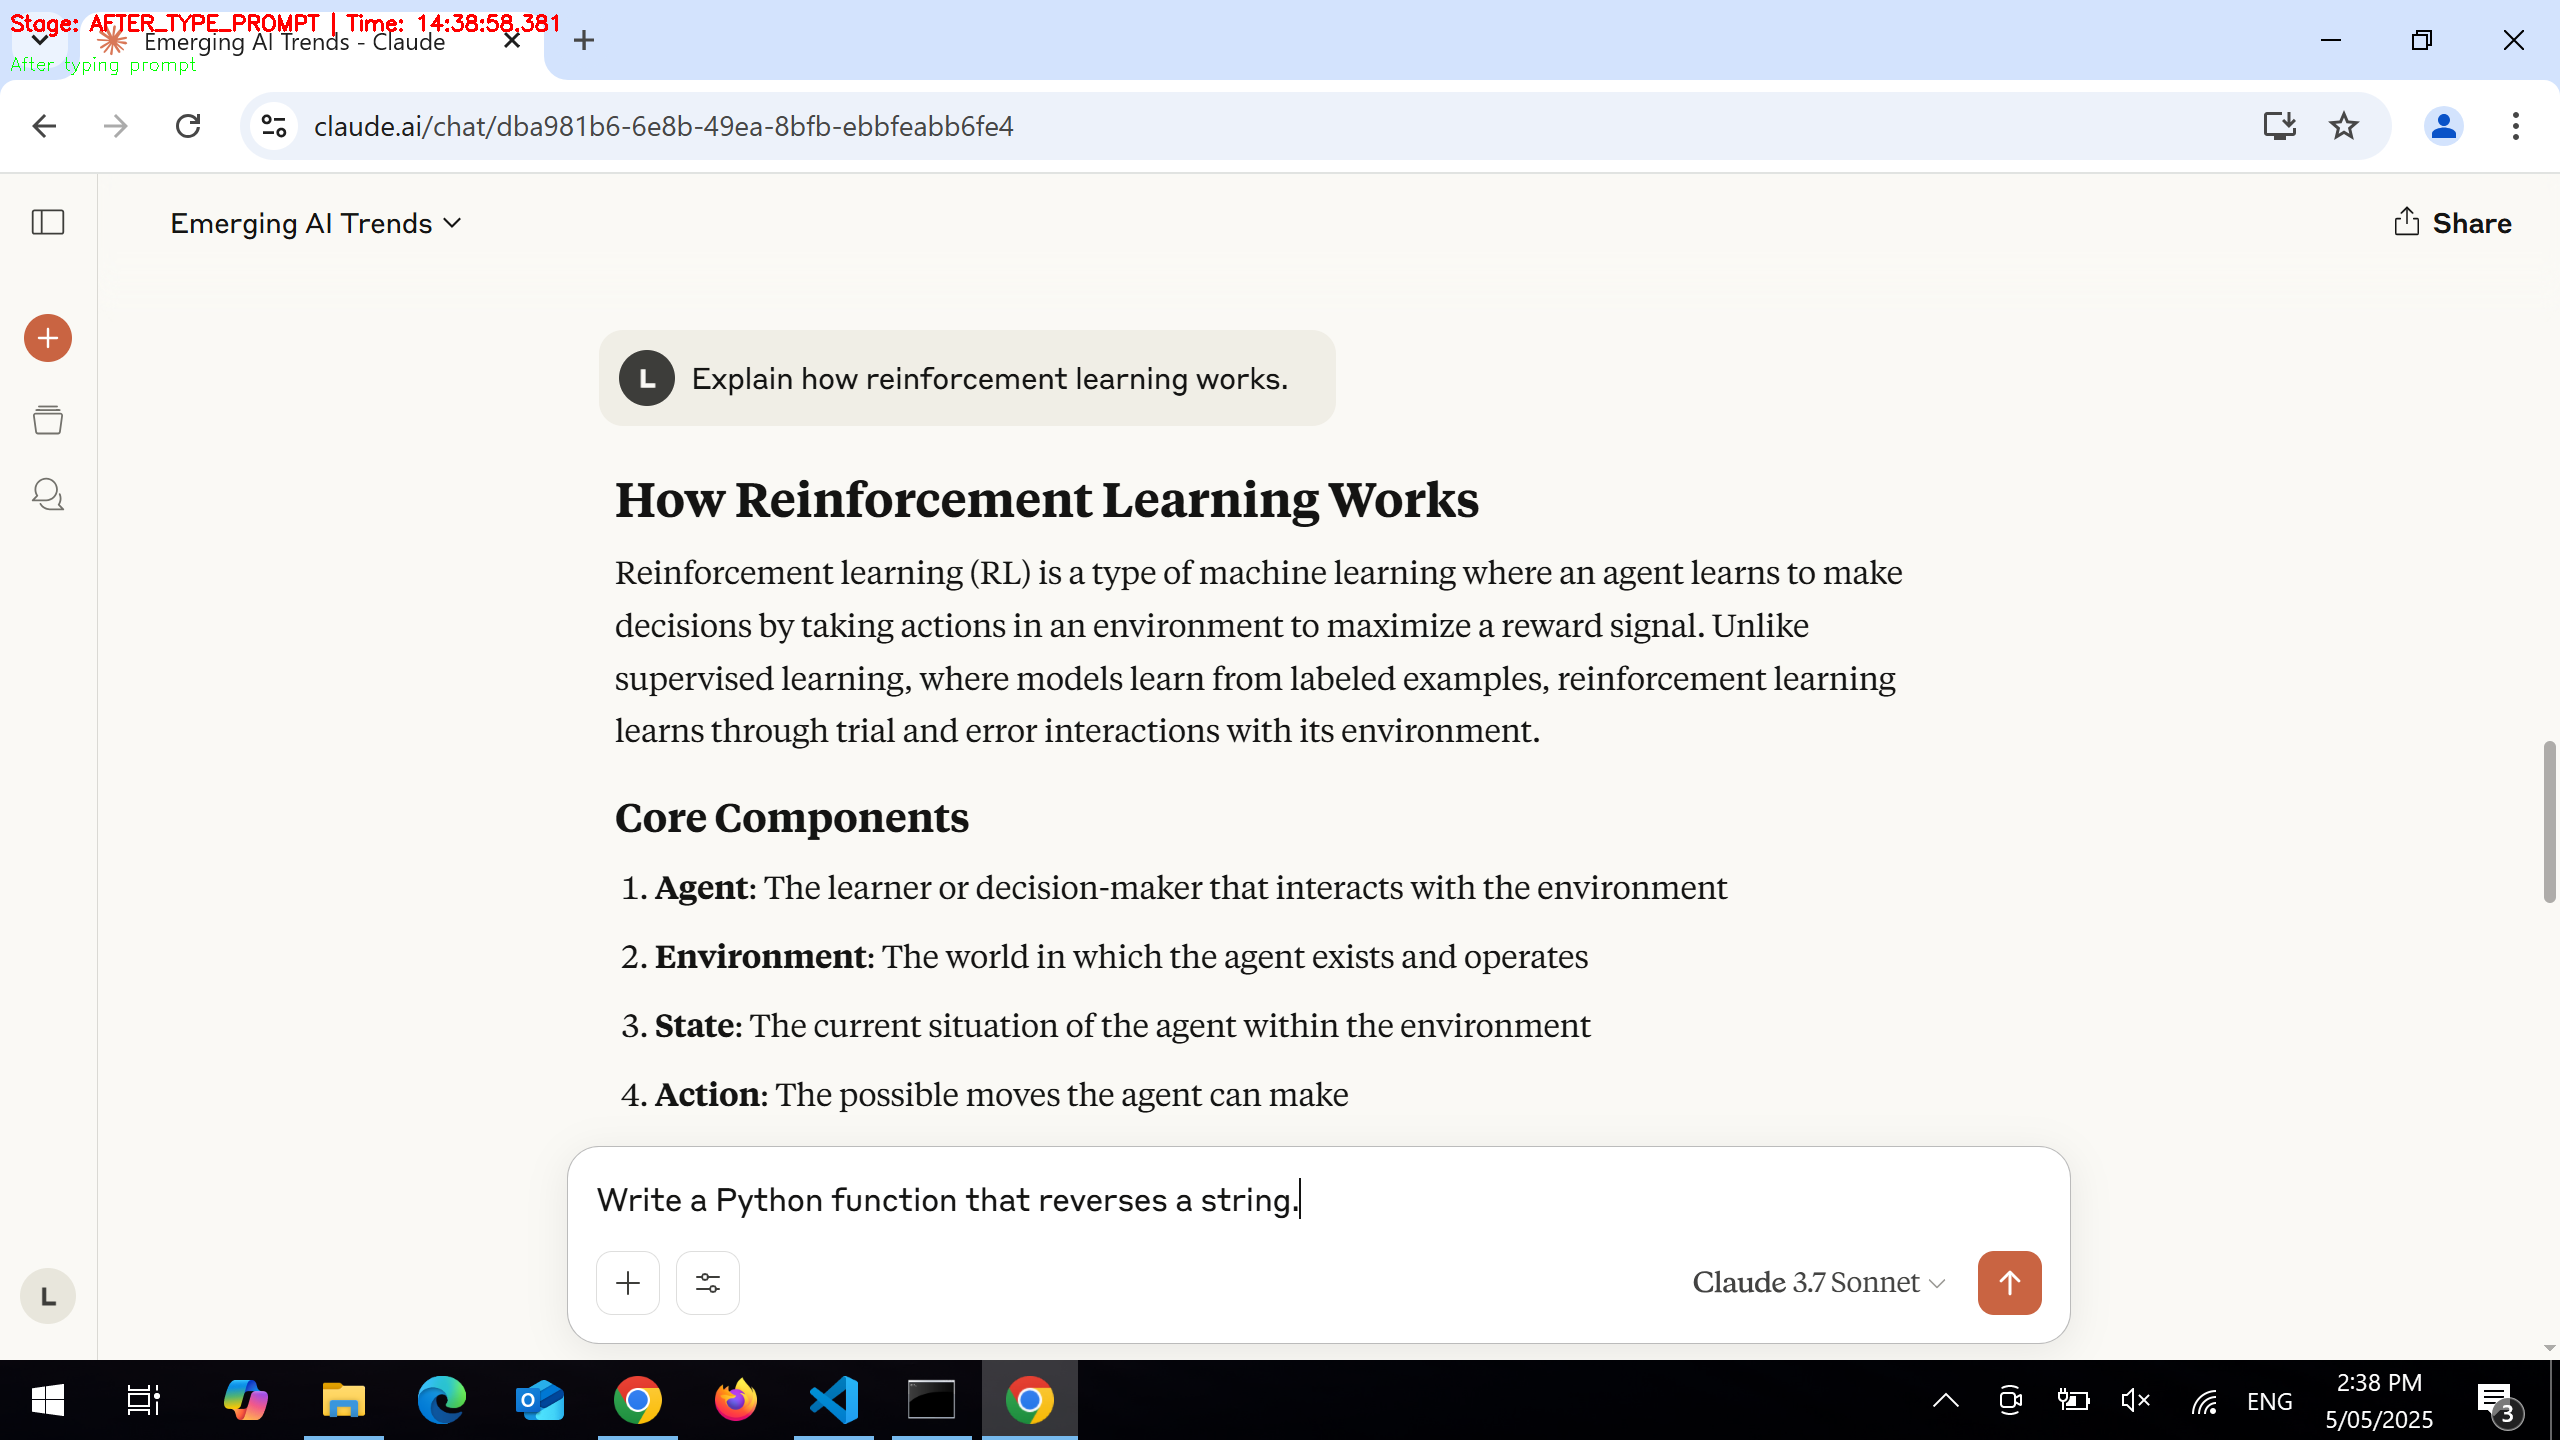 Stage: AFTER_TYPE_PROMPT | Time: 14:38:58.381
Emerging AI Trends - Claude
After typing prompt
claude.ai/chat/dba981b6-6e8b-49ea-8bfb-ebbfeabb6fe4
Emerging AI Trends
Share
L
Explain how reinforcement learning works.
How Reinforcement Learning Works
Reinforcement learning (RL) is a type of machine learning where an agent learns to make
decisions by taking actions in an environment to maximize a reward signal. Unlike
supervised learning, where models learn from labeled examples, reinforcement learning
learns through trial and error interactions with its environment.
Core Components
1. Agent: The learner or decision-maker that interacts with the environment
2. Environment: The world in which the agent exists and operates
3. State: The current situation of the agent within the environment
4. Action: The possible moves the agent can make
Write a Python function that reverses a string.
Claude 3.7 Sonnet
L
ENG
2:38 PM
5/05/2025
3